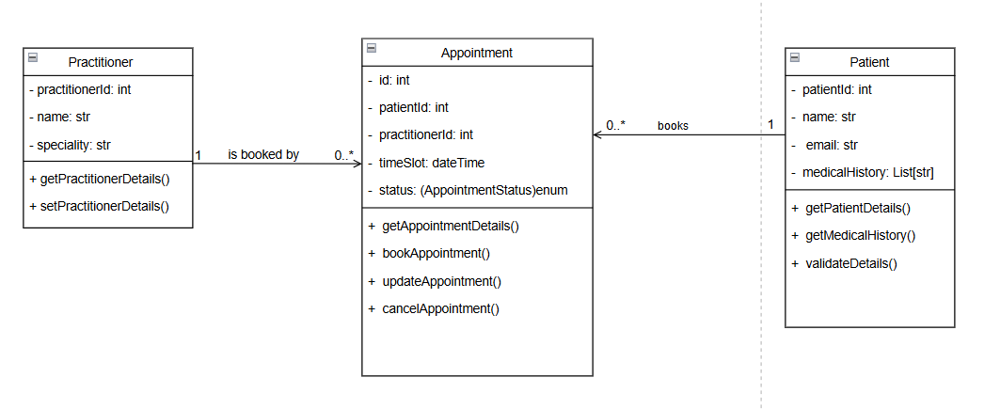 Practitioner
- practitionerId: int
- name: str
- speciality: str
+ getPractitionerDetails()
+ setPractitionerDetails()
1 is booked by 0..*
Appointment
- id: int
- patientId: int
- practitionerId: int
- timeSlot: dateTime
- status: (AppointmentStatus)enum
+ getAppointmentDetails()
+ bookAppointment()
+ updateAppointment()
+ cancelAppointment()
0..* books 1
Patient
- patientId: int
- name: str
- email: str
- medicalHistory: List[str]
+ getPatientDetails()
+ getMedicalHistory()
+ validateDetails()